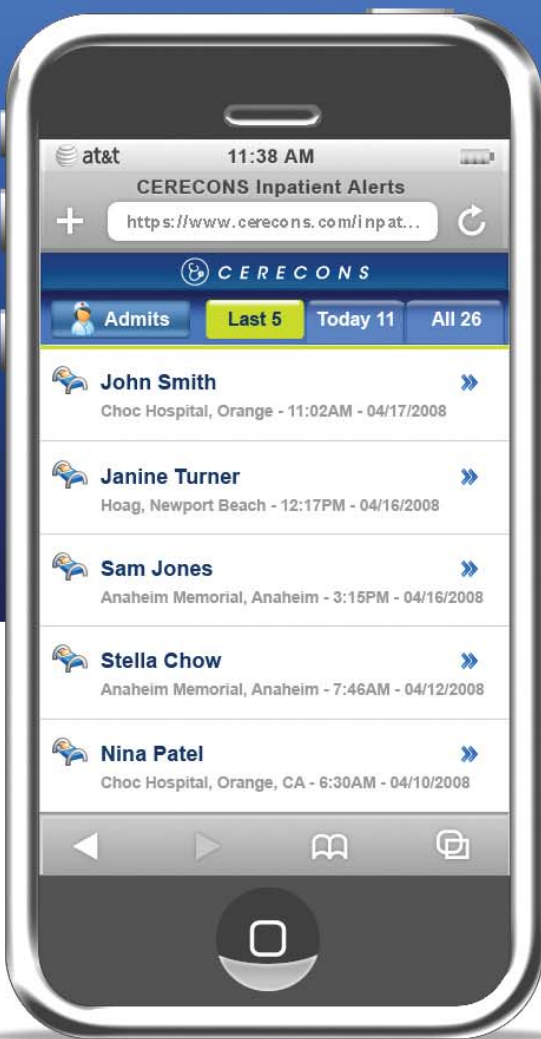 at&t 11:38 AM
CERECONS Inpatient Alerts
https://www.cerecons.com/inpat...
CERECONS
Admits Last 5 Today 11 All 26
John Smith
Choc Hospital, Orange - 11:02AM - 04/17/2008
Janine Turner
Hoag, Newport Beach - 12:17PM - 04/16/2008
Sam Jones
Anaheim Memorial, Anaheim - 3:15PM - 04/16/2008
Stella Chow
Anaheim Memorial, Anaheim - 7:46AM - 04/12/2008
Nina Patel
Choc Hospital, Orange, CA - 6:30AM - 04/10/2008